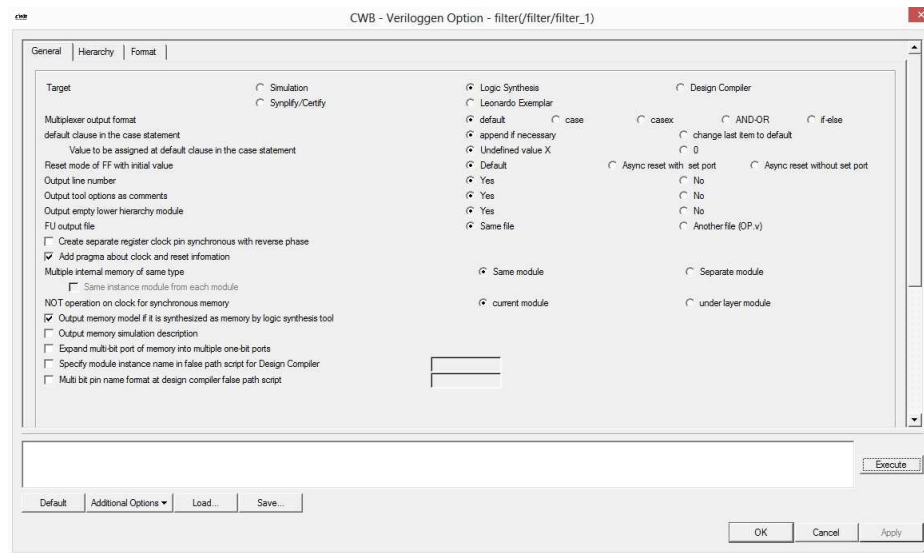 CWB - Veriloggen Option - filter(/filter/filter_1)
General Hierarchy Format
Target Simulation Logic Synthesis Design Compiler
Synplify/Certify Leonardo Exemplar
Multiplexer output format default case casex AND-OR if-else
default clause in the case statement append if necessary change last item to default
Value to be assigned at default clause in the case statement Undefined value X 0
Reset mode of FF with initial value Default Async reset with set port Async reset without set port
Output line number Yes No
Output tool options as comments Yes No
Output empty lower hierarchy module Yes No
FU output file Same file Another file (OP.v)
Create separate register clock pin synchronous with reverse phase
Add pragma about clock and reset infomation
Multiple internal memory of same type Same module Separate module
Same instance module from each module
NOT operation on clock for synchronous memory current module under layer module
Output memory model if it is synthesized as memory by logic synthesis tool
Output memory simulation description
Expand multi-bit port of memory into multiple one-bit ports
Specify module instance name in false path script for Design Compiler
Multi bit pin name format at design compiler false path script
Execute
Default Additional Options Load... Save...
OK Cancel Apply